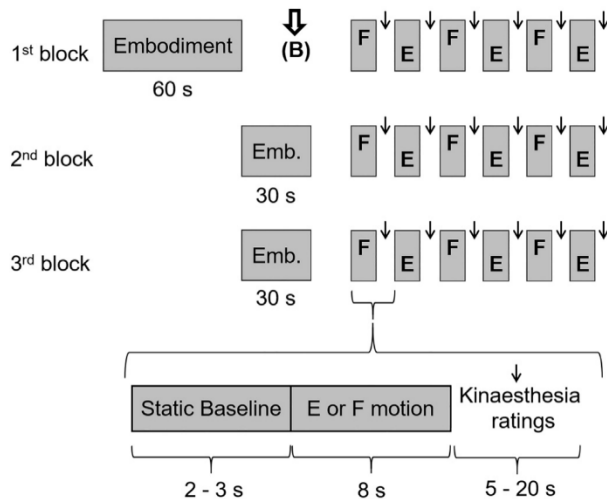 1st block
Embodiment
(B)
F E F E F E
60 s
2nd block
Emb.
F E F E F E
30 s
3rd block
Emb.
F E F E F E
30 s
Static Baseline
E or F motion
Kinaesthesia
ratings
2 - 3 s
8 s
5 - 20 s